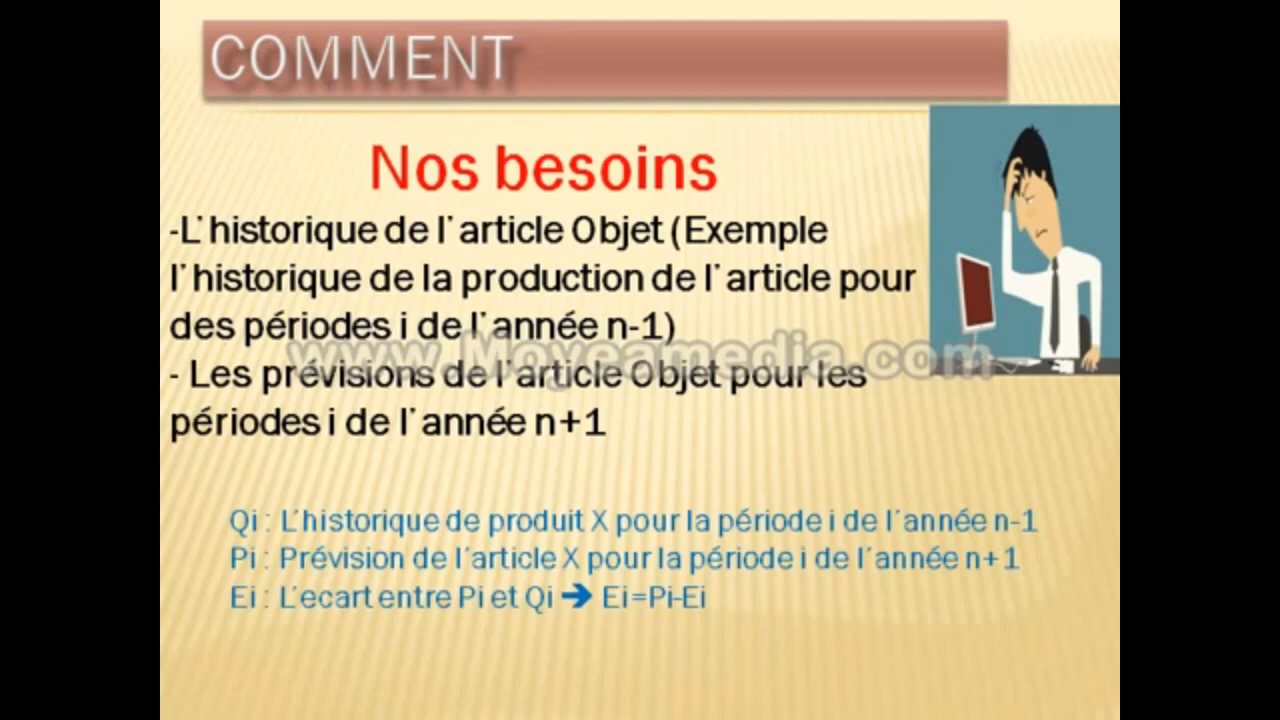 COMMENT
Nos besoins
-L'historique de l'article Objet (Exemple
l'historique de la production de l'article pour
des périodes i de l'année n-1)
www.Moyeamedia.com
- Les prévisions de l'article Objet pour les
périodes i de l'année n+1
Qi : L'historique de produit X pour la période i de l'année n-1
Pi : Prévision de l'article X pour la période i de l'année n+1
Ei : L'ecart entre Pi et Qi ➔ Ei=Pi-Ei